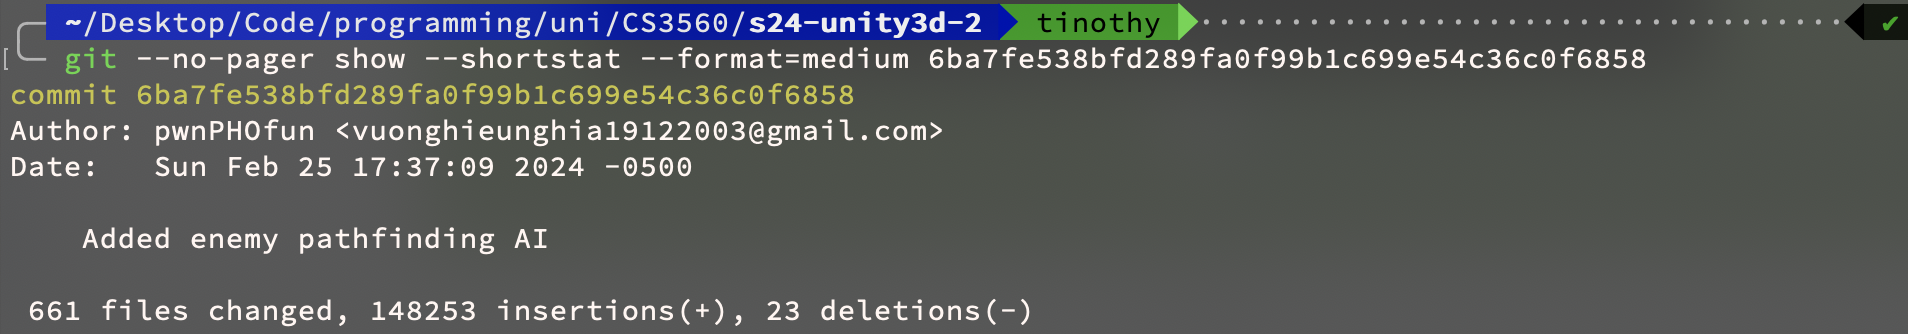 ~/Desktop/Code/programming/uni/CS3560/s24-unity3d-2 tinothy ✔
git --no-pager show --shortstat --format=medium 6ba7fe538bfd289fa0f99b1c699e54c36c0f6858
commit 6ba7fe538bfd289fa0f99b1c699e54c36c0f6858
Author: pwnPHOfun <vuonghieunghia19122003@gmail.com>
Date:   Sun Feb 25 17:37:09 2024 -0500
Added enemy pathfinding AI
661 files changed, 148253 insertions(+), 23 deletions(-)